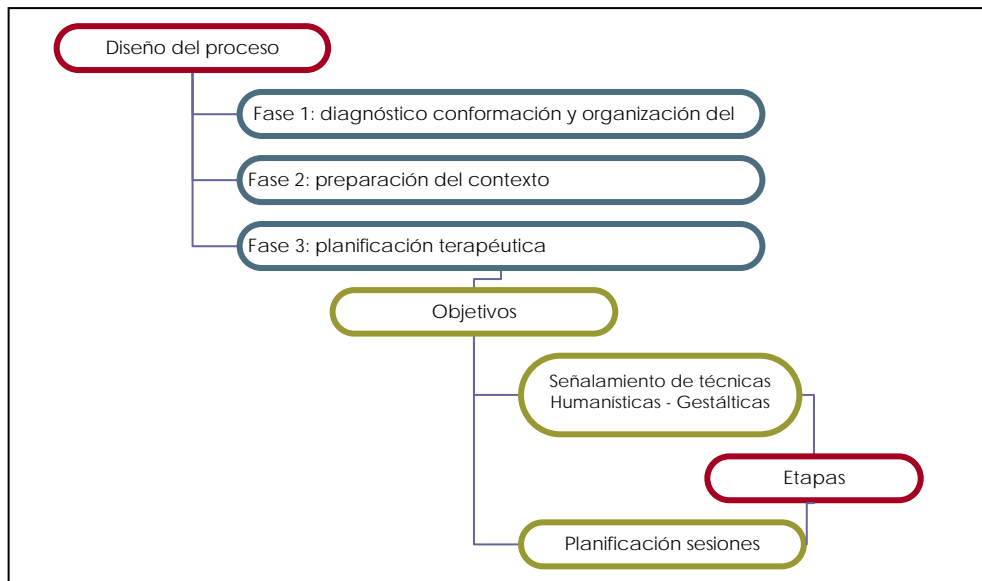 Diseño del proceso
Fase 1: diagnóstico conformación y organización del
Fase 2: preparación del contexto
Fase 3: planificación terapéutica
Objetivos
Señalamiento de técnicas
Humanísticas - Gestálticas
Etapas
Planificación sesiones